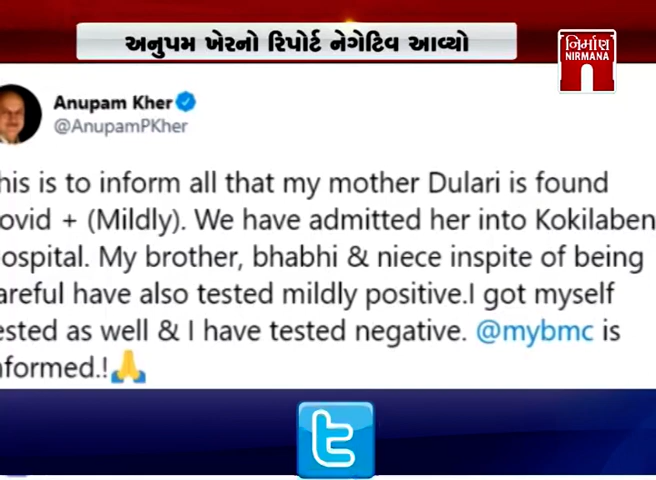 અનુપમ ખેરનો રિપોર્ટ નેગેટિવ આવ્યો
નિર્માણ
NIRMANA
Anupam Kher
@AnupamPKher
his is to inform all that my mother Dulari is found
ovid + (Mildly). We have admitted her into Kokilaben
ospital. My brother, bhabhi & niece inspite of being
areful have also tested mildly positive.I got myself
ested as well & I have tested negative. @mybmc is
nformed.!🙏